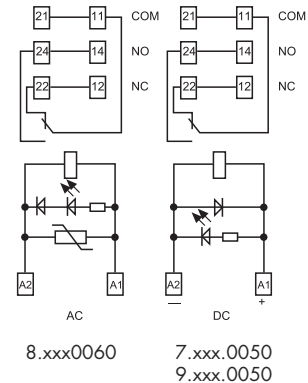 21 11 COM 21 11 COM
24 14 NO 24 14 NO
22 12 NC 22 12 NC
A2 A1 A2 A1
— +
AC DC
8.xxx0060 7.xxx.0050
9.xxx.0050